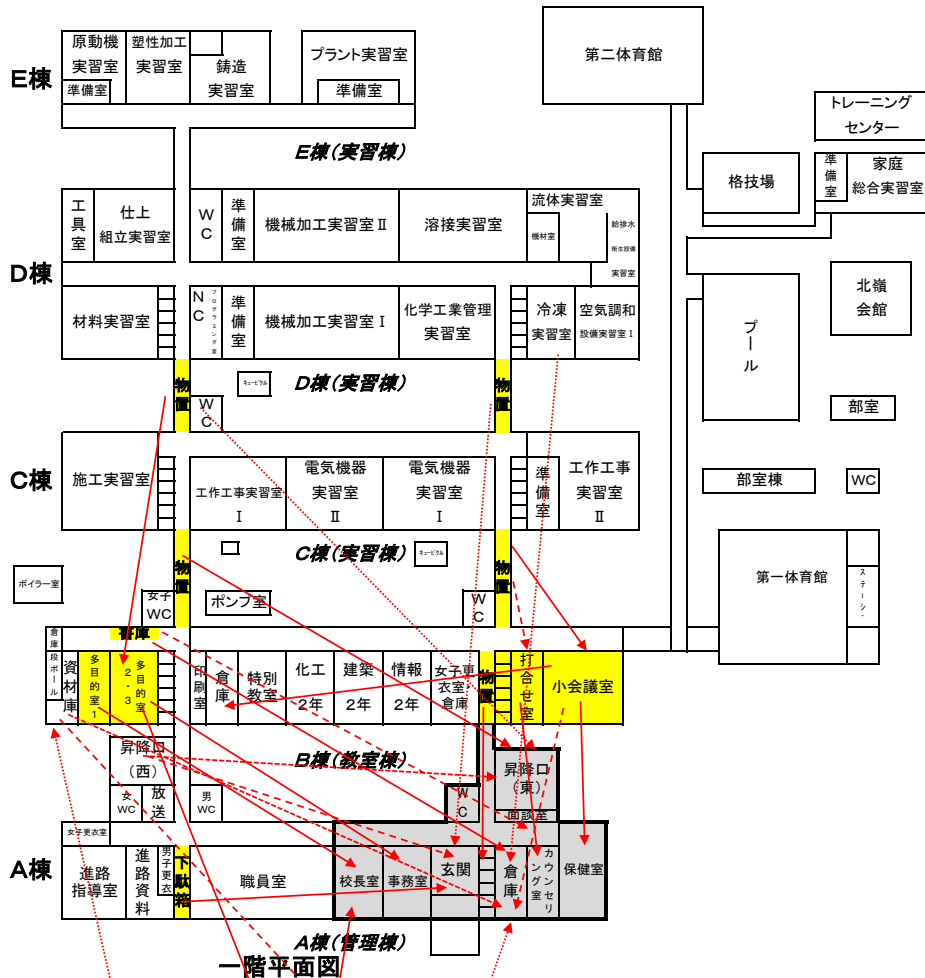 第二体育館
原動機
実習室
準備室
塑性加工
実習室
鋳造
実習室
プラント実習室
準備室
E棟
トレーニング
センター
E棟(実習棟)
格技場
準備室
家庭
総合実習室
工具室
仕上
組立実習室
WC
準備室
機械加工実習室Ⅱ
溶接実習室
流体実習室
機材室
給排水
衛生設備
実習室
D棟
材料実習室
NC
プログラミング室
準備室
機械加工実習室Ⅰ
化学工業管理
実習室
冷凍
実習室
空気調和
設備実習室Ⅰ
プール
北嶺
会館
物置
キュービクル
D棟(実習棟)
物置
WC
部室
C棟
施工実習室
工作工事実習室
Ⅰ
電気機器
実習室
Ⅱ
電気機器
実習室
Ⅰ
準備室
工作工事
実習室
Ⅱ
部室棟
WC
物置
C棟(実習棟)
キュービクル
物置
ボイラー室
女子
WC
ポンプ室
WC
第一体育館
倉庫
段ボール
資材庫
多目的室1
多目的室
2・3
印刷室
倉庫
特別
教室
化工
2年
建築
2年
情報
2年
女子更
衣室
倉庫
物置
打合せ室
小会議室
昇降口
(西)
B棟(教室棟)
昇降口
(東)
女
WC
放送
男
WC
WC
面談室
女子更衣室
A棟
進路
指導室
進路資料
男子更衣
下駄箱
職員室
校長室
事務室
玄関
倉庫
カウンセリング室
保健室
A棟(管理棟)
一階平面図